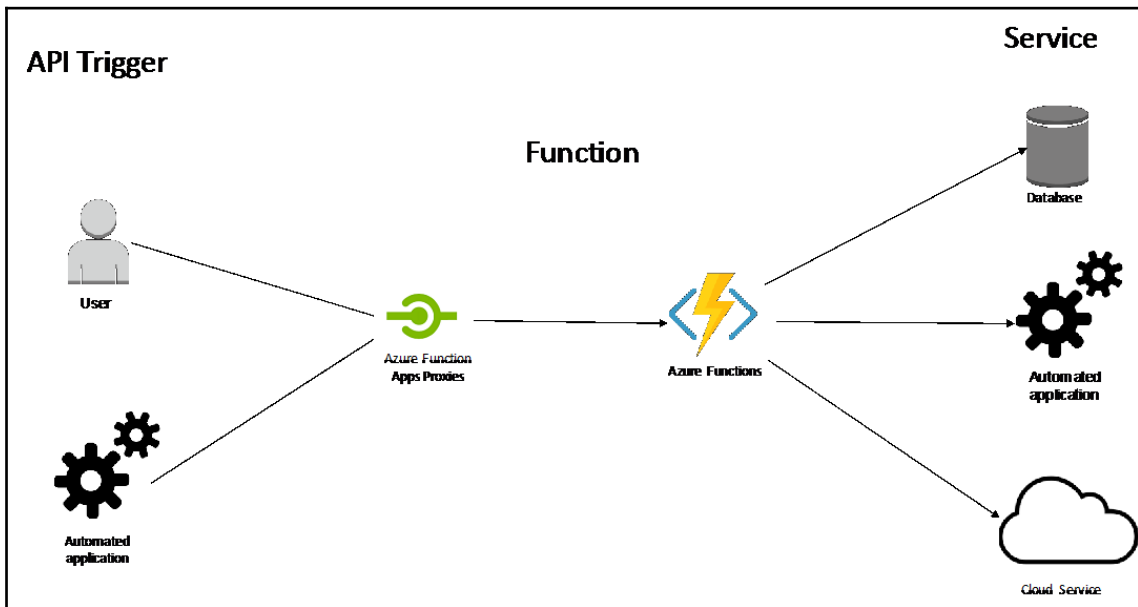 API Trigger
Service
Function
Database
User
Azure Function
Apps Proxies
Azure Functions
Automated
application
Automated
application
Cloud Service